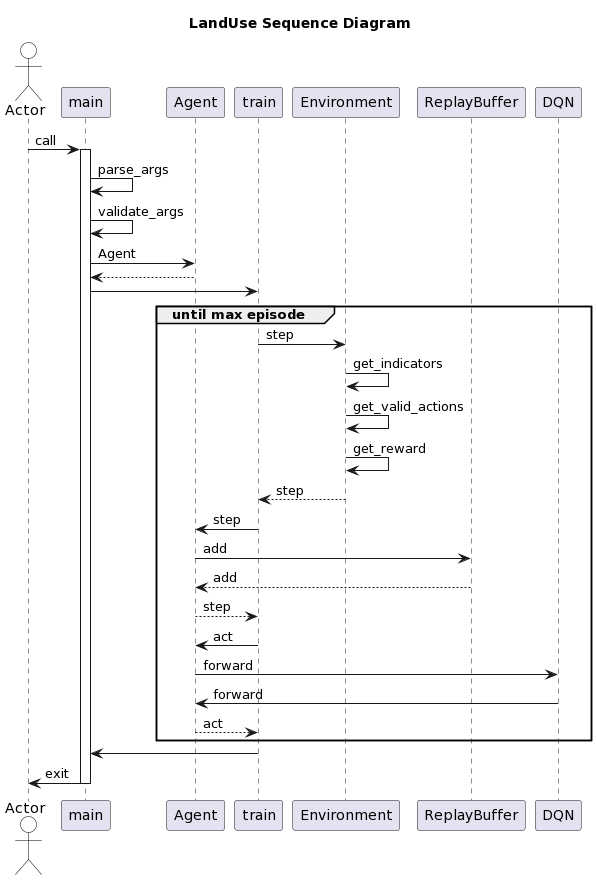 LandUse Sequence Diagram
Actor
main
Agent
train
Environment
ReplayBuffer
DQN
call
parse_args
validate_args
Agent
until max episode
step
get_indicators
get_valid_actions
get_reward
step
step
add
add
step
act
forward
forward
act
exit
Actor
main
Agent
train
Environment
ReplayBuffer
DQN